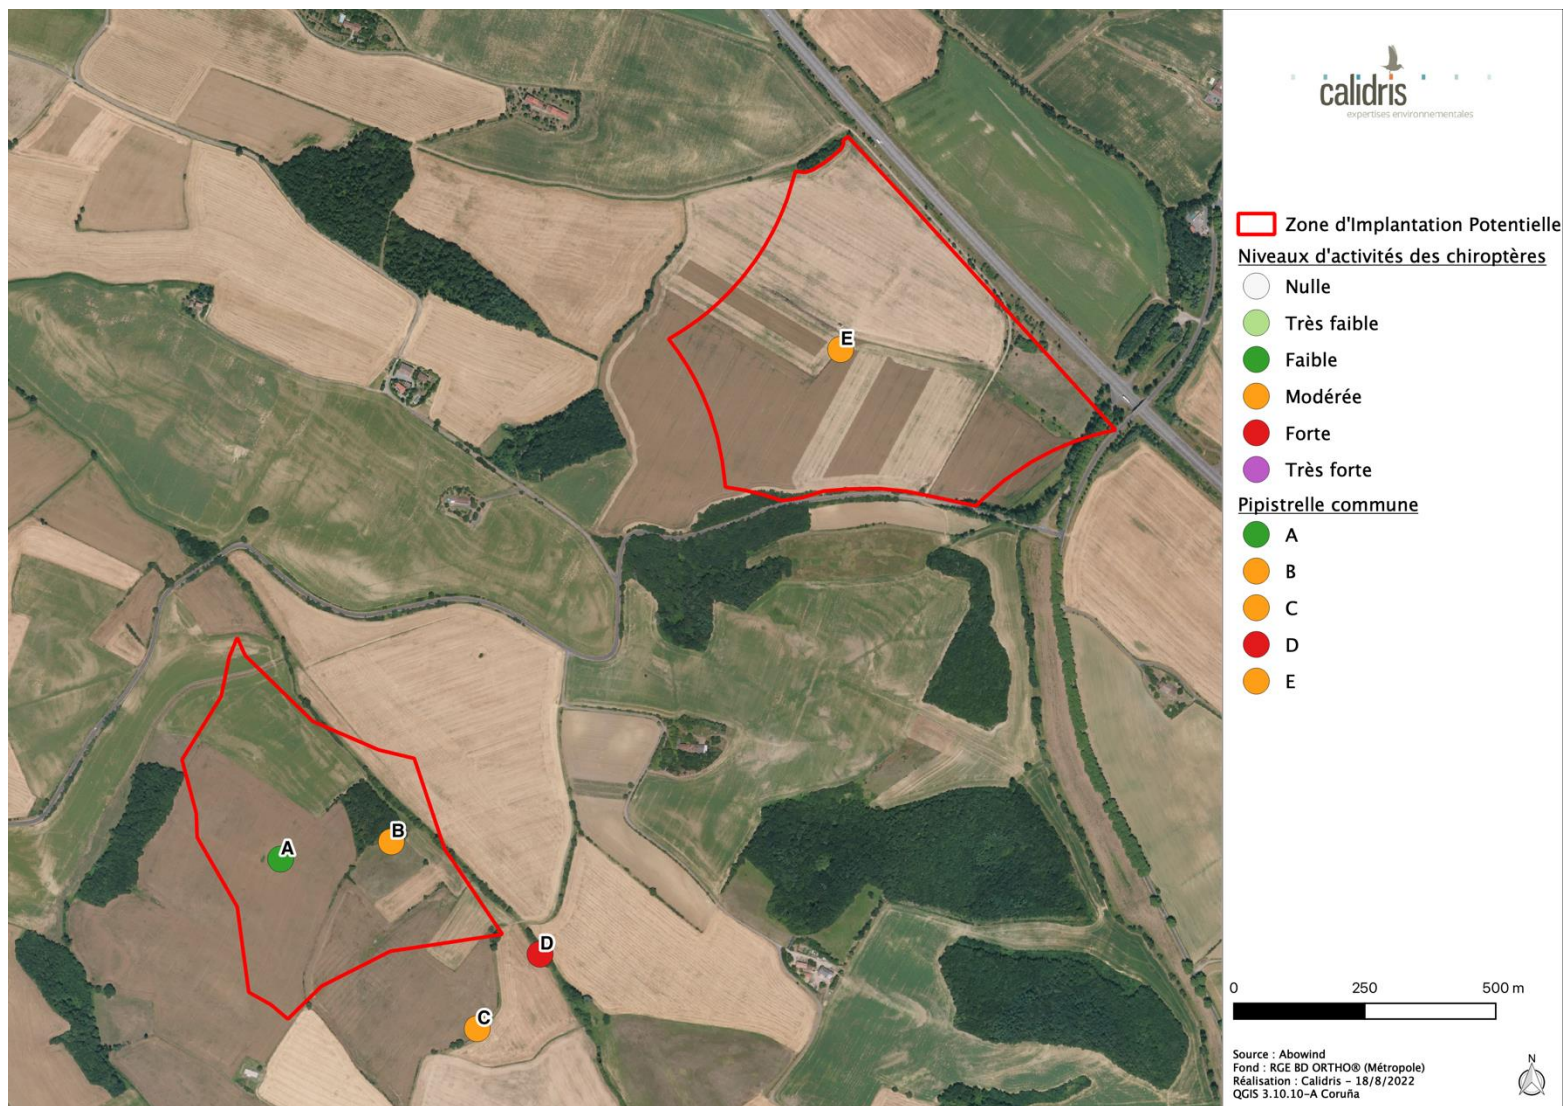 calidris
expertises environnementales
Zone d'Implantation Potentielle
Niveaux d'activités des chiroptères
Nulle
Très faible
Faible
Modérée
Forte
Très forte
Pipistrelle commune
A
B
C
D
E
E
B
A
D
C
0 250 500 m
Source : Abowind
Fond : RGE BD ORTHO® (Métropole)
Réalisation : Calidris - 18/8/2022
QGIS 3.10.10-A Coruña
N